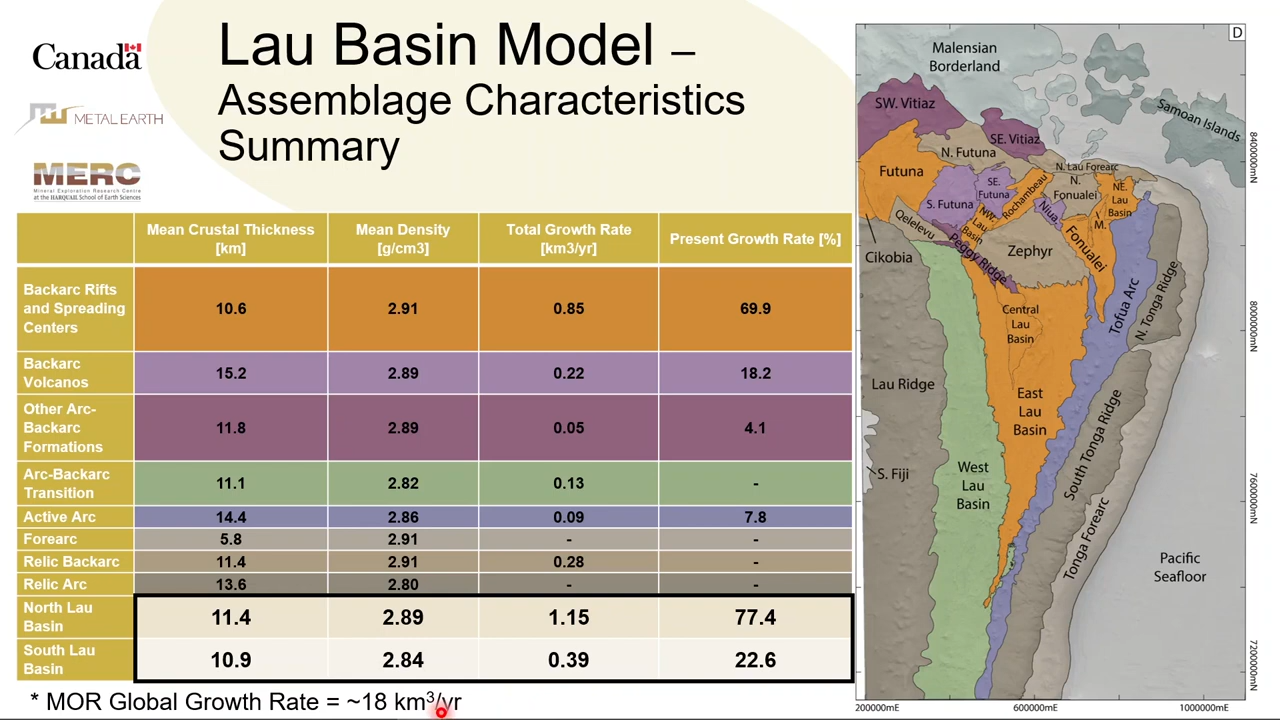 Canada
METAL EARTH
MERC
Mineral Exploration Research Centre
at the HARQUAIL School of Earth Sciences
Lau Basin Model –
Assemblage Characteristics
Summary
Mean Crustal Thickness
[km]
Mean Density
[g/cm3]
Total Growth Rate
[km3/yr]
Present Growth Rate [%]
Backarc Rifts
and Spreading
Centers
10.6
2.91
0.85
69.9
Backarc
Volcanos
15.2
2.89
0.22
18.2
Other Arc-
Backarc
Formations
11.8
2.89
0.05
4.1
Arc-Backarc
Transition
11.1
2.82
0.13
-
Active Arc
14.4
2.86
0.09
7.8
Forearc
5.8
2.91
-
-
Relic Backarc
11.4
2.91
0.28
-
Relic Arc
13.6
2.80
-
-
North Lau
Basin
11.4
2.89
1.15
77.4
South Lau
Basin
10.9
2.84
0.39
22.6
* MOR Global Growth Rate = ~18 km³/yr
D
Malensian
Borderland
SW. Vitiaz
SE. Vitiaz
Samoan Islands
N. Futuna
N. Lau Forearc
Futuna
SE.
Futuna
S. Futuna
Rochambeau
N.
Fonualei
NE.
Lau
Basin
Niua
M.
Fonualei
NW.
Lau
Basin
Qelelevu
Peggy Ridge
Zephyr
Cikobia
Central
Lau
Basin
Tofua Arc
N. Tonga Ridge
Lau Ridge
East
Lau
Basin
South Tonga Ridge
West
Lau
Basin
S. Fiji
Tonga Forearc
Pacific
Seafloor
8400000mN
8000000mN
7600000mN
7200000mN
200000mE
600000mE
1000000mE